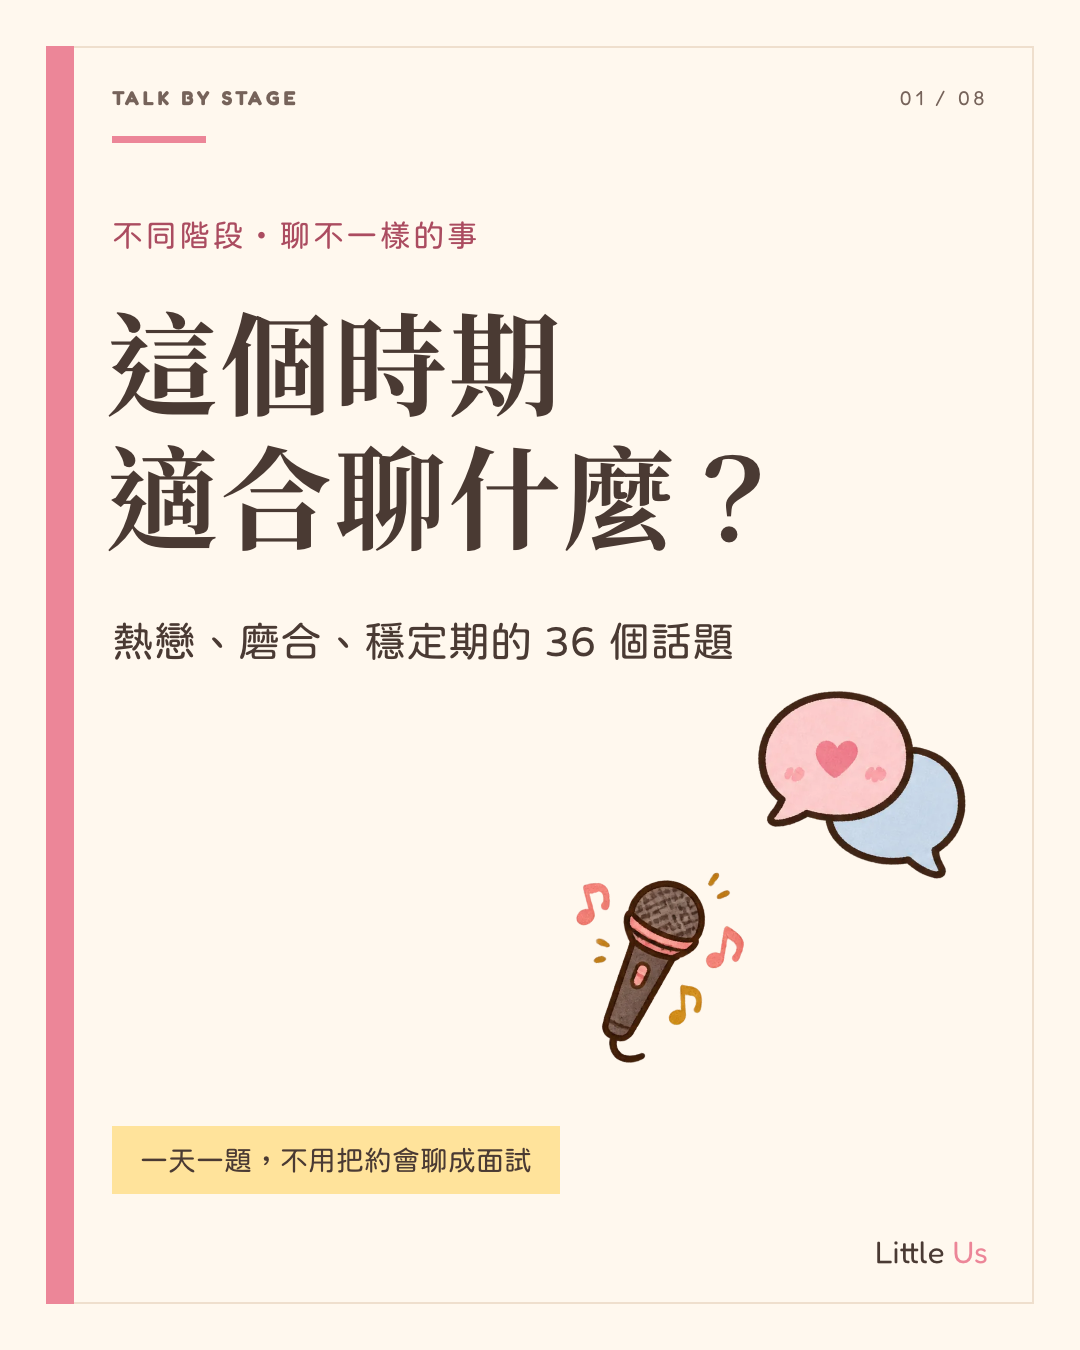 TALK BY STAGE
01 / 08
不同階段・聊不一樣的事
這個時期
適合聊什麼？
熱戀、磨合、穩定期的 36 個話題
一天一題，不用把約會聊成面試
Little Us